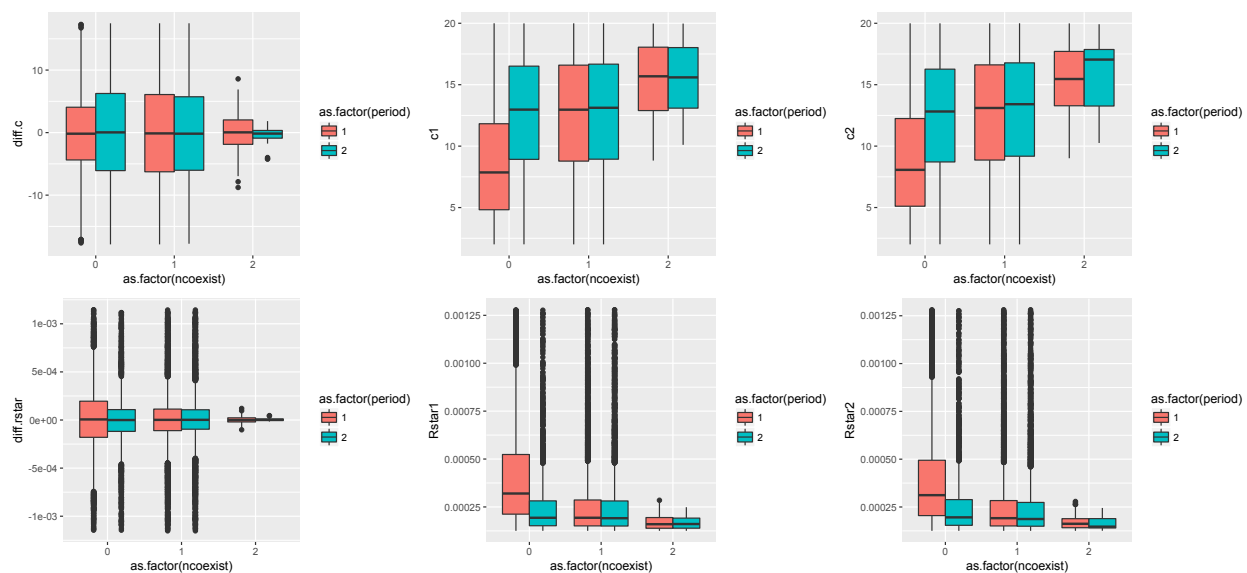 10
0
-10
diff.c
0
1
2
as.factor(ncoexist)
as.factor(period)
1
2
20
15
10
5
c1
0
1
2
as.factor(ncoexist)
as.factor(period)
1
2
20
15
10
5
c2
0
1
2
as.factor(ncoexist)
as.factor(period)
1
2
1e-03
5e-04
0e+00
-5e-04
-1e-03
diff.rstar
0
1
2
as.factor(ncoexist)
as.factor(period)
1
2
0.00125
0.00100
0.00075
0.00050
0.00025
Rstar1
0
1
2
as.factor(ncoexist)
as.factor(period)
1
2
0.00125
0.00100
0.00075
0.00050
0.00025
Rstar2
0
1
2
as.factor(ncoexist)
as.factor(period)
1
2